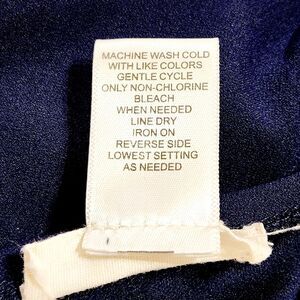 MACHINE WASH COLD
WITH LIKE COLORS
GENTLE CYCLE
ONLY NON-CHLORINE
BLEACH
WHEN NEEDED
LINE DRY
IRON ON
REVERSE SIDE
LOWEST SETTING
AS NEEDED